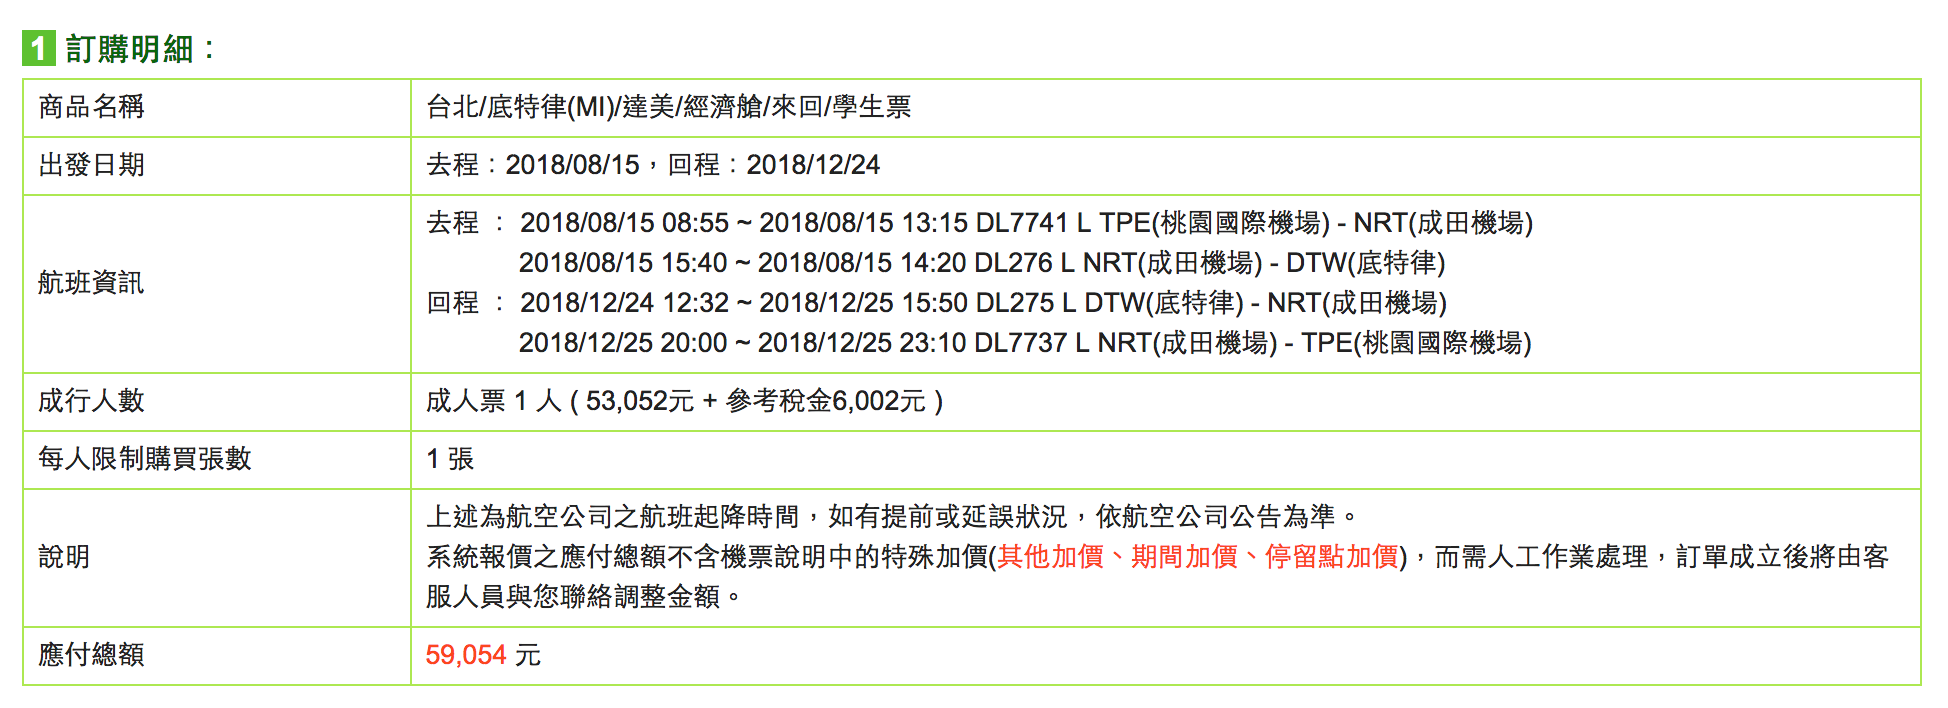 1 訂購明細：
商品名稱 台北/底特律(MI)/達美/經濟艙/來回/學生票
出發日期 去程：2018/08/15，回程：2018/12/24
航班資訊
去程 ： 2018/08/15 08:55 ~ 2018/08/15 13:15 DL7741 L TPE(桃園國際機場) - NRT(成田機場)
2018/08/15 15:40 ~ 2018/08/15 14:20 DL276 L NRT(成田機場) - DTW(底特律)
回程 ： 2018/12/24 12:32 ~ 2018/12/25 15:50 DL275 L DTW(底特律) - NRT(成田機場)
2018/12/25 20:00 ~ 2018/12/25 23:10 DL7737 L NRT(成田機場) - TPE(桃園國際機場)
成行人數 成人票 1 人 ( 53,052元 + 參考稅金6,002元 )
每人限制購買張數 1 張
說明
上述為航空公司之航班起降時間，如有提前或延誤狀況，依航空公司公告為準。
系統報價之應付總額不含機票說明中的特殊加價(其他加價、期間加價、停留點加價)，而需人工作業處理，訂單成立後將由客
服人員與您聯絡調整金額。
應付總額 59,054 元